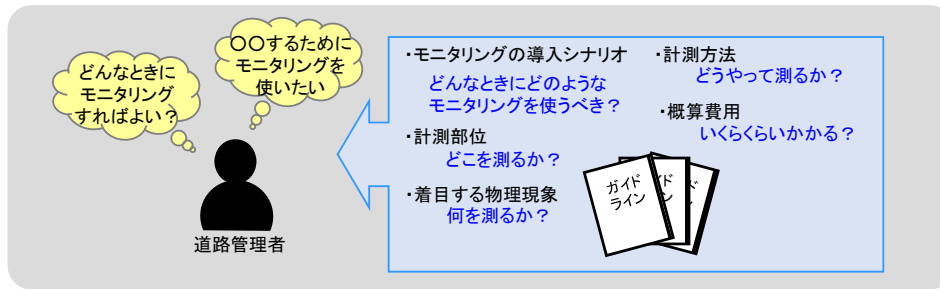 どんなときに
モニタリング
すればよい？
〇〇するために
モニタリングを
使いたい
道路管理者
・モニタリングの導入シナリオ
どんなときにどのような
モニタリングを使うべき？
・計測部位
どこを測るか？
・着目する物理現象
何を測るか？
・計測方法
どうやって測るか？
・概算費用
いくらくらいかかる？
ガイド
ライン
イド
ン
ド